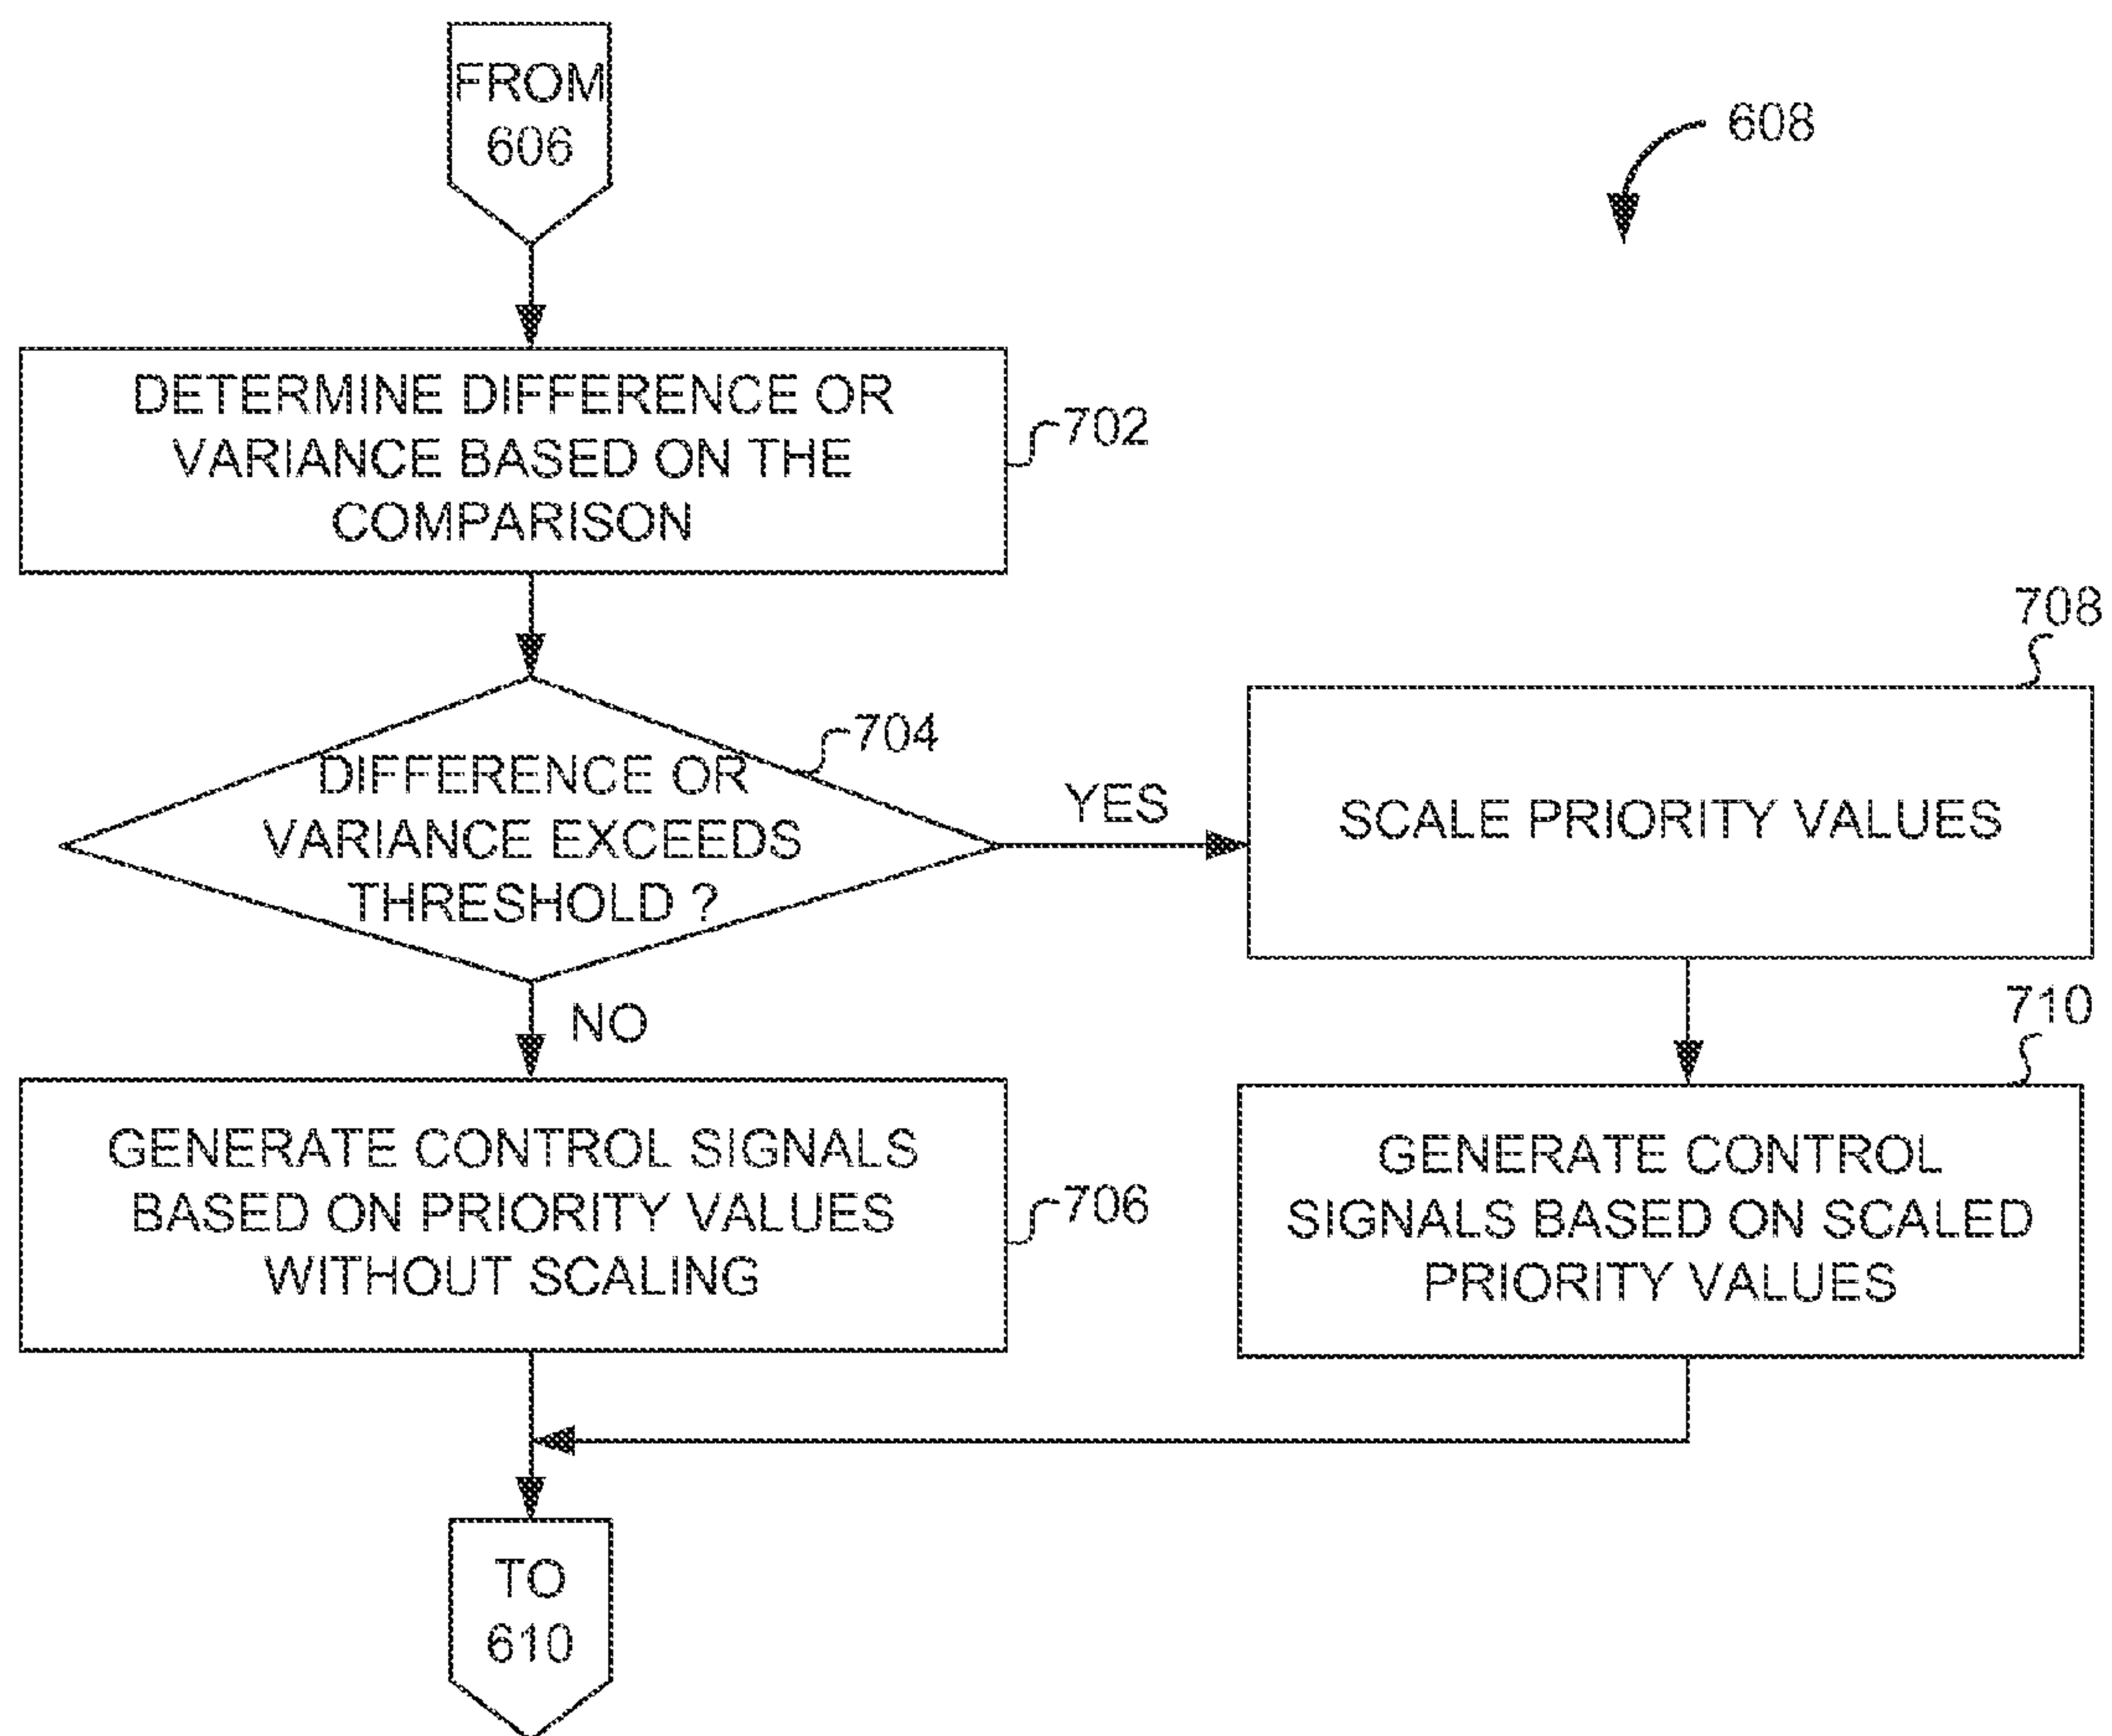 FROM
606
608
DETERMINE DIFFERENCE OR
VARIANCE BASED ON THE
COMPARISON
702
704
DIFFERENCE OR
VARIANCE EXCEEDS
THRESHOLD ?
YES
708
SCALE PRIORITY VALUES
NO
706
GENERATE CONTROL SIGNALS
BASED ON PRIORITY VALUES
WITHOUT SCALING
710
GENERATE CONTROL
SIGNALS BASED ON SCALED
PRIORITY VALUES
TO
610